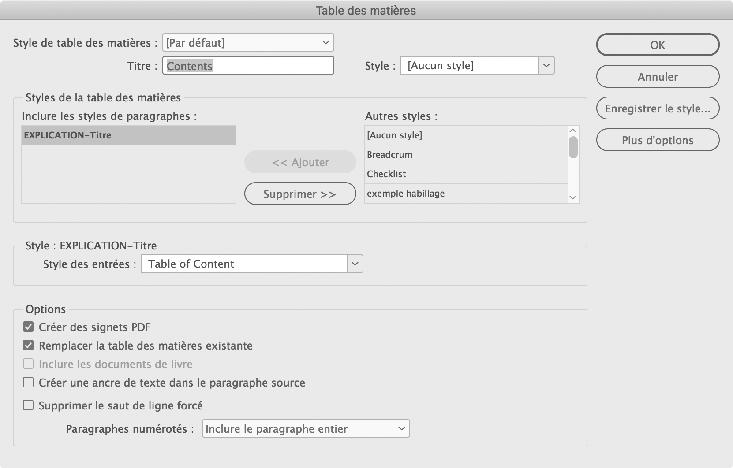 Table des matières
Style de table des matières : [Par défaut]
Titre : Contents
Style : [Aucun style]
OK
Annuler
Enregistrer le style...
Plus d'options
Styles de la table des matières
Inclure les styles de paragraphes :
EXPLICATION-Titre
<< Ajouter
Supprimer >>
Autres styles :
[Aucun style]
Breadcrum
Checklist
exemple habillage
Style : EXPLICATION-Titre
Style des entrées : Table of Content
Options
Créer des signets PDF
Remplacer la table des matières existante
Inclure les documents de livre
Créer une ancre de texte dans le paragraphe source
Supprimer le saut de ligne forcé
Paragraphes numérotés : Inclure le paragraphe entier